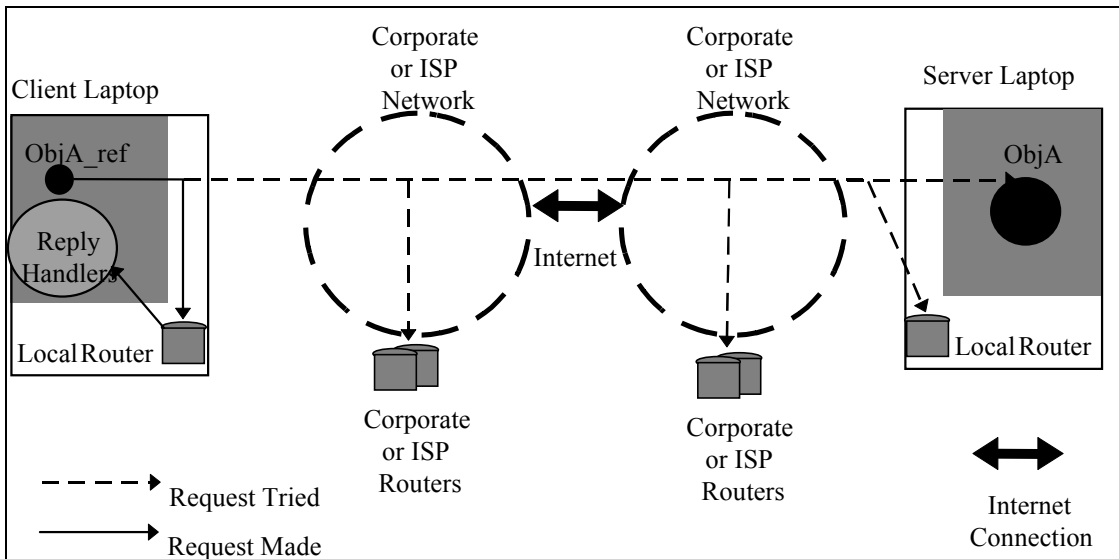 Corporate
or ISP
Network
Corporate
or ISP
Network
Client Laptop
Server Laptop
ObjA_ref
ObjA
Reply
Handlers
Internet
Local Router
Local Router
Corporate
or ISP
Routers
Corporate
or ISP
Routers
Request Tried
Request Made
Internet
Connection